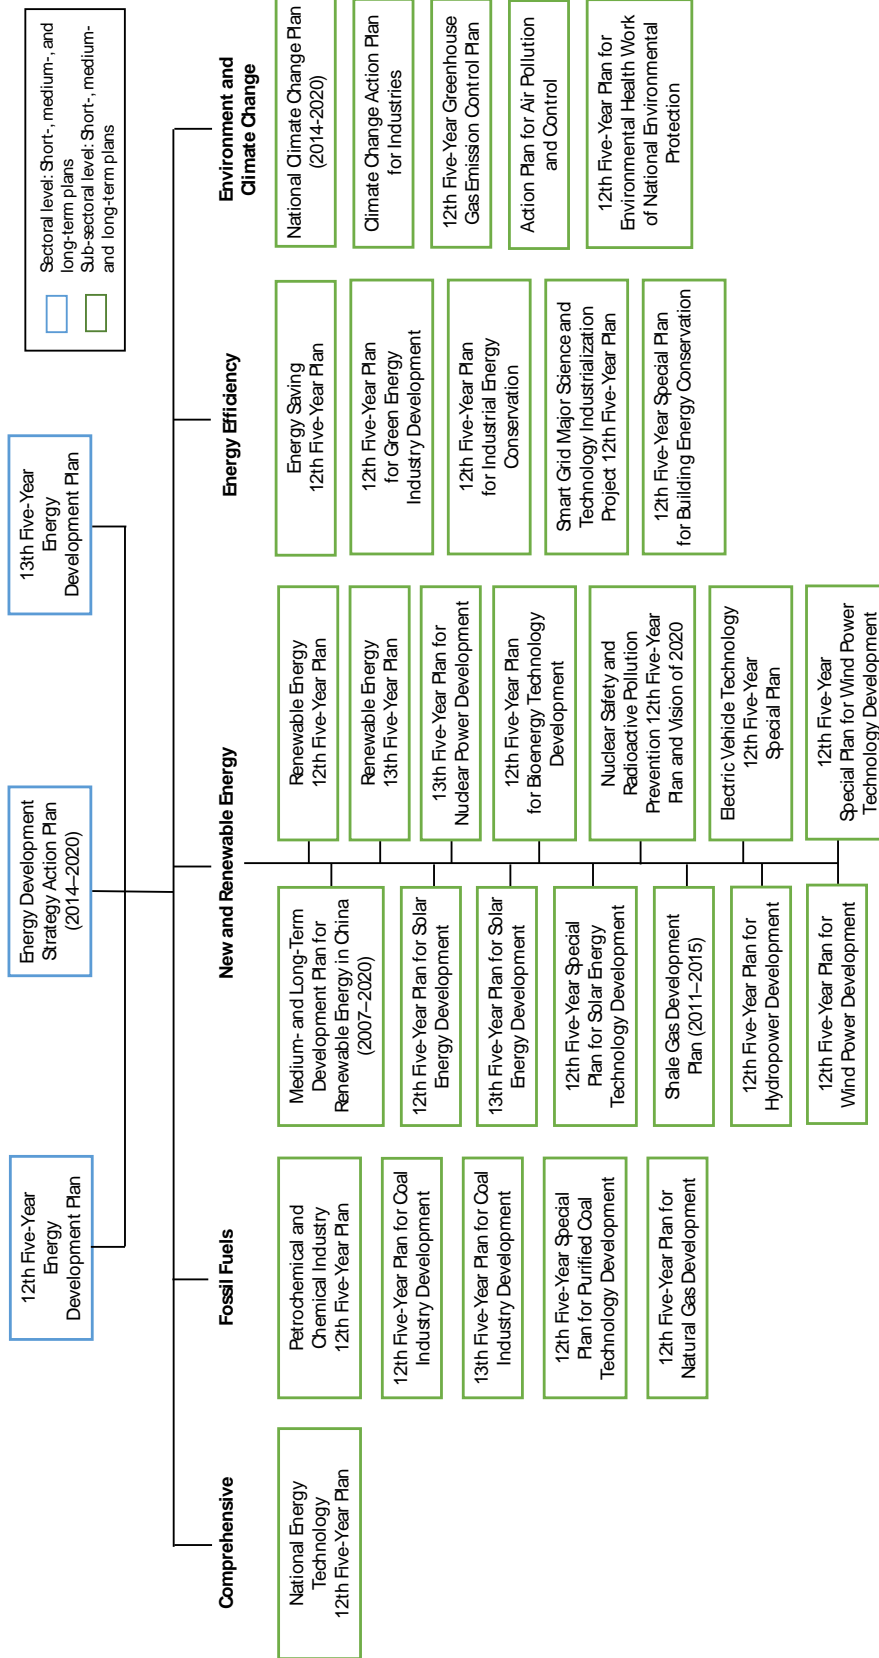 Sectoral level: Short-, medium-, and
long-term plans
Sub-sectoral level: Short-, medium-
and long-term plans
12th Five-Year
Energy
Development Plan
Energy Development
Strategy Action Plan
(2014–2020)
13th Five-Year
Energy
Development Plan
Comprehensive
National Energy
Technology
12th Five-Year Plan
Fossil Fuels
Petrochemical and
Chemical Industry
12th Five-Year Plan
12th Five-Year Plan for Coal
Industry Development
13th Five-Year Plan for Coal
Industry Development
12th Five-Year Special
Plan for Purified Coal
Technology Development
12th Five-Year Plan for
Natural Gas Development
New and Renewable Energy
Medium- and Long-Term
Development Plan for
Renewable Energy in China
(2007–2020)
12th Five-Year Plan for Solar
Energy Development
13th Five-Year Plan for Solar
Energy Development
12th Five-Year Special
Plan for Solar Energy
Technology Development
Shale Gas Development
Plan (2011–2015)
12th Five-Year Plan for
Hydropower Development
12th Five-Year Plan for
Wind Power Development
Renewable Energy
12th Five-Year Plan
Renewable Energy
13th Five-Year Plan
13th Five-Year Plan for
Nuclear Power Development
12th Five-Year Plan
for Bioenergy Technology
Development
Nuclear Safety and
Radioactive Pollution
Prevention 12th Five-Year
Plan and Vision of 2020
Electric Vehicle Technology
12th Five-Year
Special Plan
12th Five-Year
Special Plan for Wind Power
Technology Development
Energy Efficiency
Energy Saving
12th Five-Year Plan
12th Five-Year Plan
for Green Energy
Industry Development
12th Five-Year Plan
for Industrial Energy
Conservation
Smart Grid Major Science and
Technology Industrialization
Project 12th Five-Year Plan
12th Five-Year Special Plan
for Building Energy Conservation
Environment and
Climate Change
National Climate Change Plan
(2014-2020)
Climate Change Action Plan
for Industries
12th Five-Year Greenhouse
Gas Emission Control Plan
Action Plan for Air Pollution
and Control
12th Five-Year Plan for
Environmental Health Work
of National Environmental
Protection